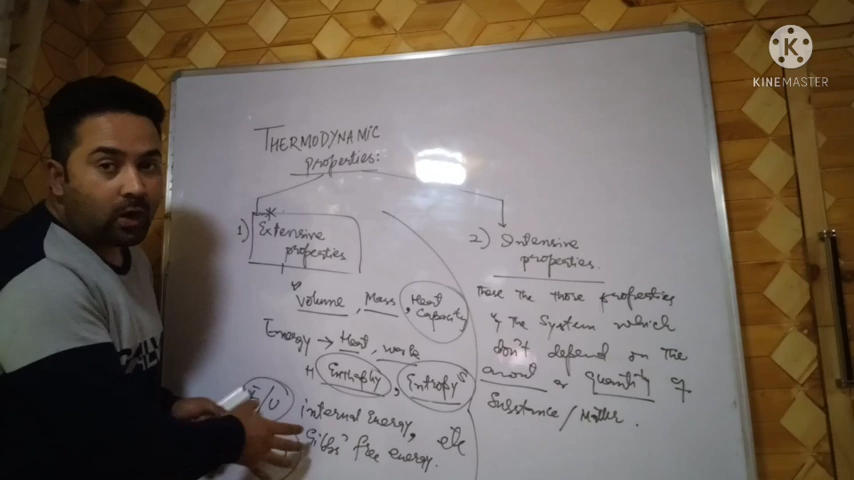 THERMODYNAMIC
properties:
1) Extensive
properties
Volume, Mass, Heat
Capacity
Energy → Heat, work
H Enthalpy, Entropy S
E/U internal Energy, etc
Gibbs' free energy.
2) Intensive
properties.
These the those properties
of the System which
don't depend on the
amont or Quantity of
Substance/Matter.
K
KINEMASTER